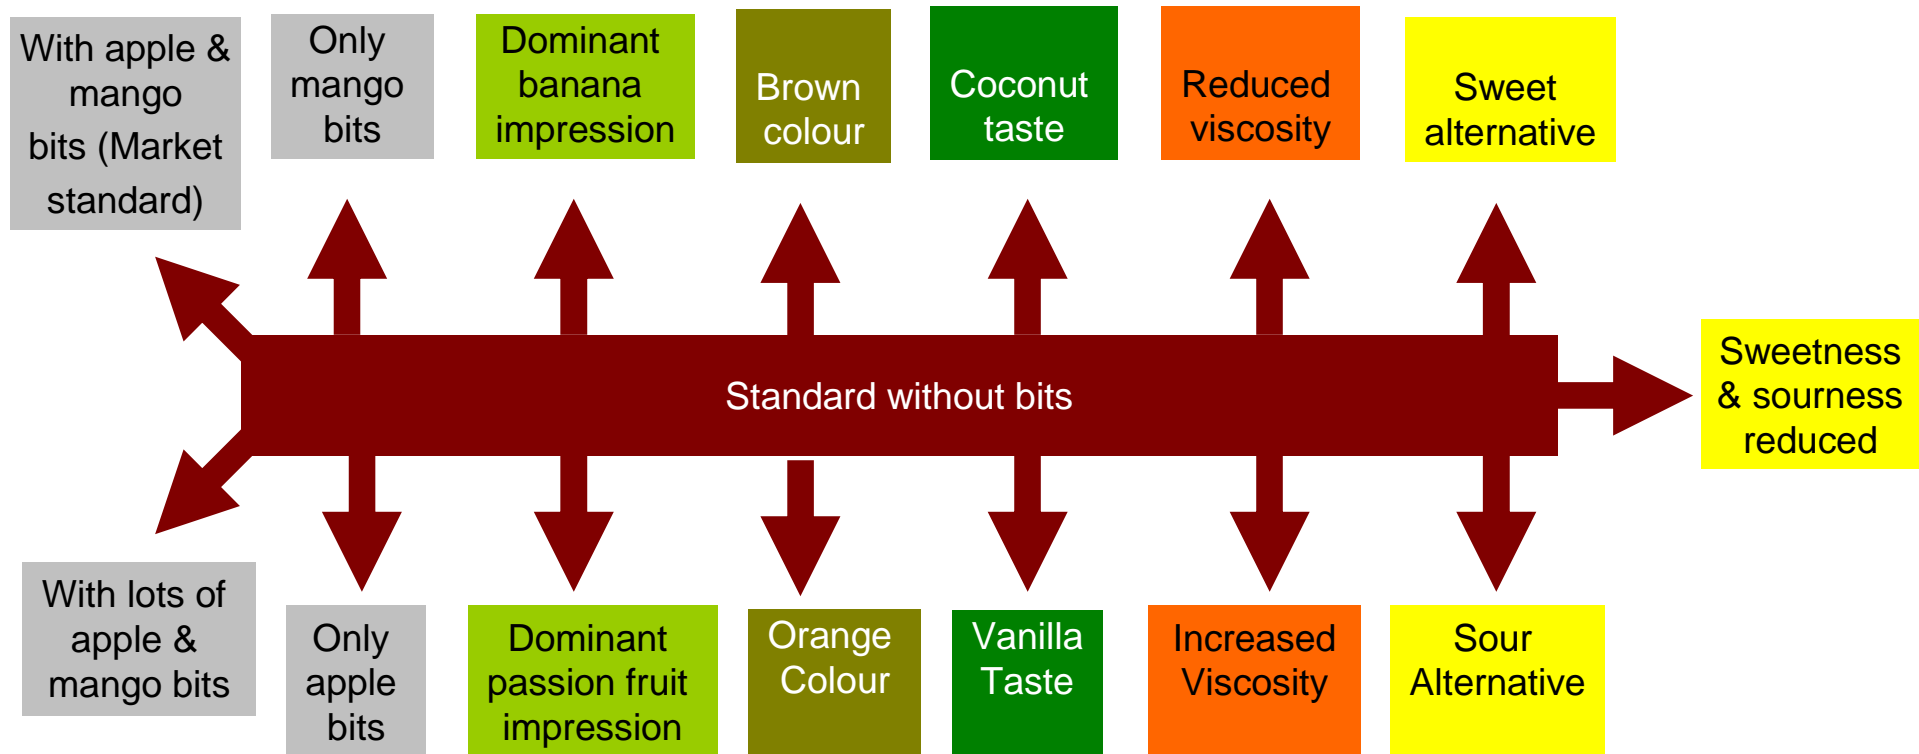 With apple &
mango
bits (Market
standard)
Only
mango
bits
Dominant
banana
impression
Brown
colour
Coconut
taste
Reduced
viscosity
Sweet
alternative
Standard without bits
Sweetness
& sourness
reduced
With lots of
apple &
mango bits
Only
apple
bits
Dominant
passion fruit
impression
Orange
Colour
Vanilla
Taste
Increased
Viscosity
Sour
Alternative